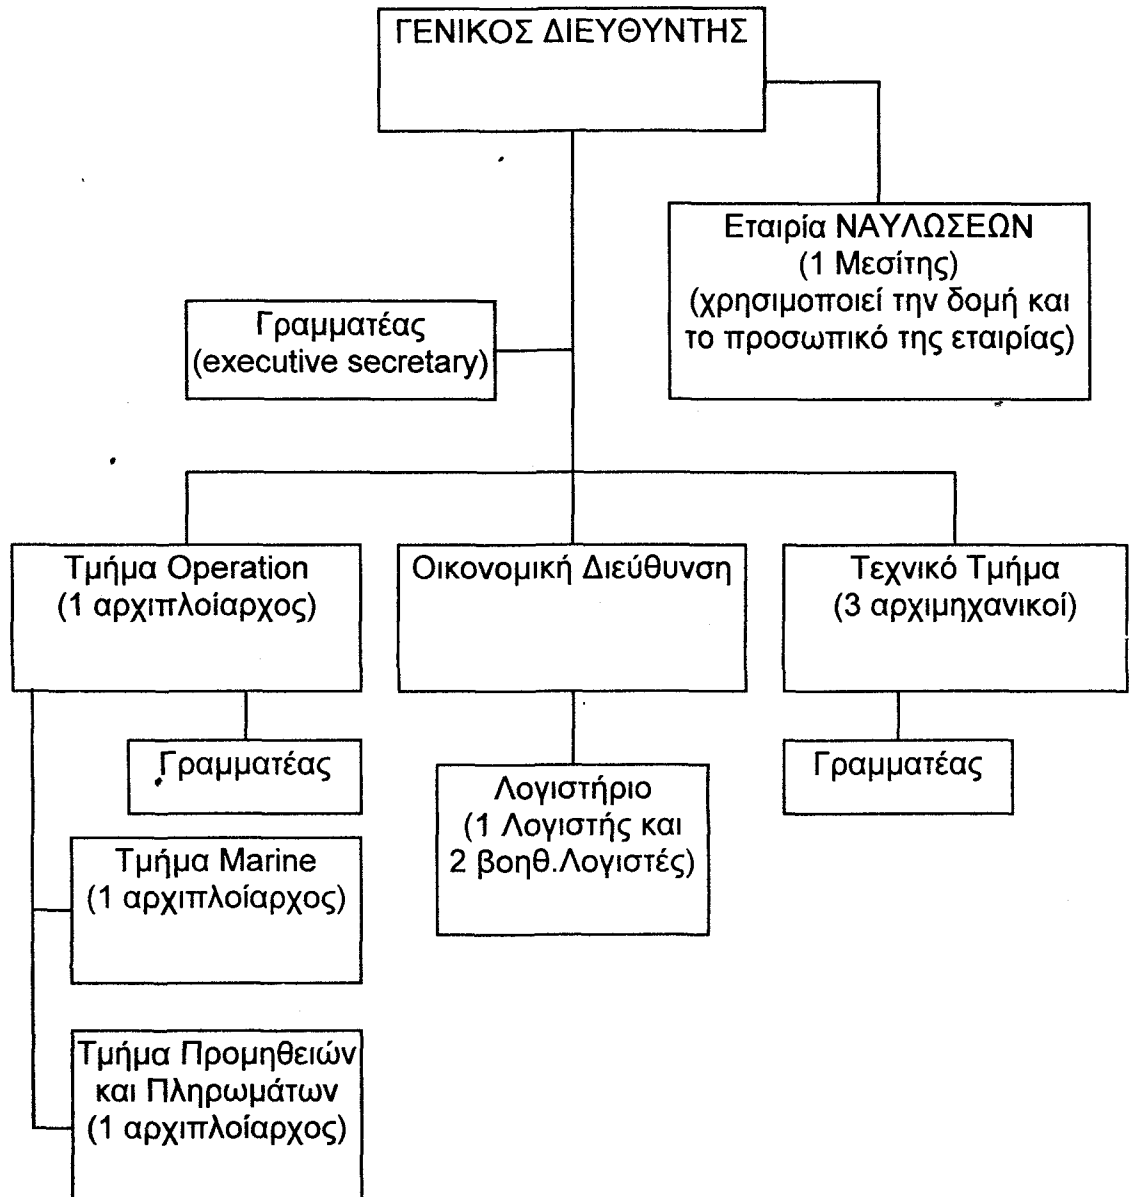 ΓΕΝΙΚΟΣ ΔΙΕΥΘΥΝΤΗΣ
Εταιρία ΝΑΥΛΩΣΕΩΝ
(1 Μεσίτης)
(χρησιμοποιεί την δομή και
το προσωπικό της εταιρίας)
Γραμματέας
(executive secretary)
Τμήμα Operation
(1 αρχιπλοίαρχος)
Οικονομική Διεύθυνση
Τεχνικό Τμήμα
(3 αρχιμηχανικοί)
Γραμματέας
Λογιστήριο
(1 Λογιστής και
2 βοηθ.Λογιστές)
Γραμματέας
Τμήμα Marine
(1 αρχιπλοίαρχος)
Τμήμα Προμηθειών
και Πληρωμάτων
(1 αρχιπλοίαρχος)